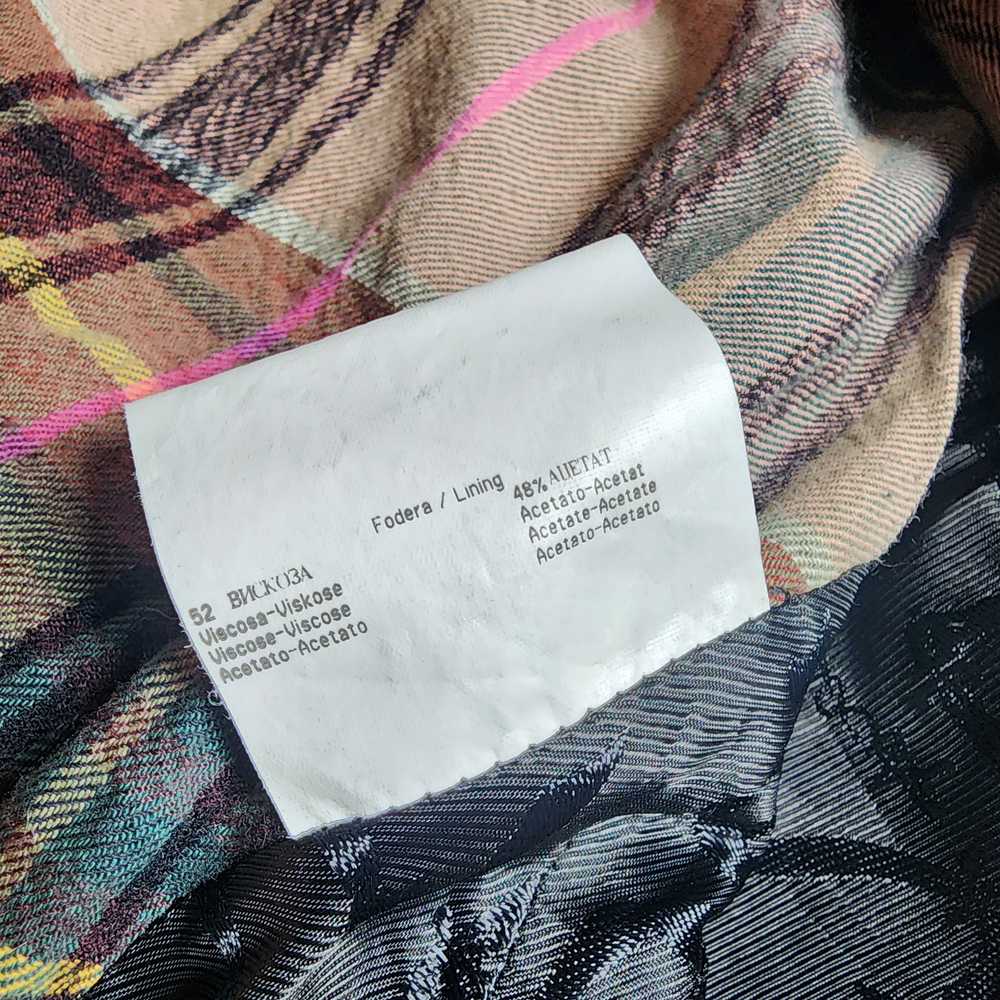 Fodera / Lining
52 ВИСКОЗА
Viscosa-Viskose
Viscose-Viscose
Acetato-Acetato
48% АЦЕТАТ
Acetato-Acetat
Acetate-Acetate
Acetato-Acetato